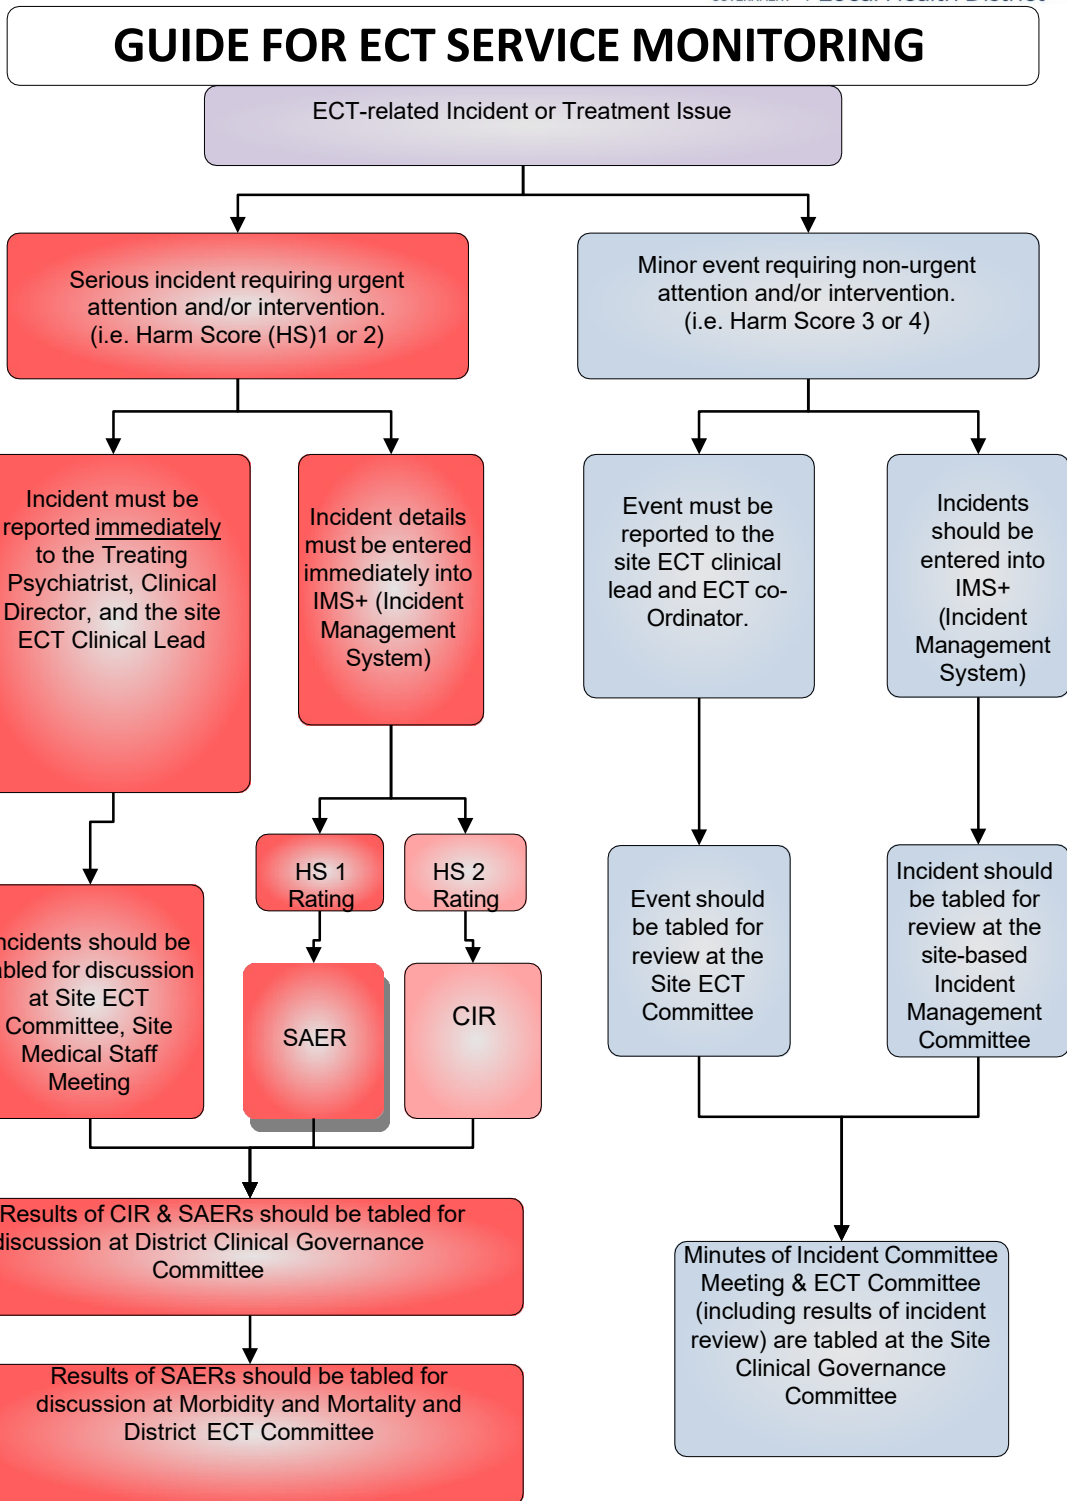 GUIDE FOR ECT SERVICE MONITORING
ECT-related Incident or Treatment Issue
Serious incident requiring urgent
attention and/or intervention.
(i.e. Harm Score (HS)1 or 2)
Minor event requiring non-urgent
attention and/or intervention.
(i.e. Harm Score 3 or 4)
Incident must be
reported immediately
to the Treating
Psychiatrist, Clinical
Director, and the site
ECT Clinical Lead
Incident details
must be entered
immediately into
IMS+ (Incident
Management
System)
Event must be
reported to the
site ECT clinical
lead and ECT co-
Ordinator.
Incidents
should be
entered into
IMS+
(Incident
Management
System)
HS 1
Rating
HS 2
Rating
ncidents should be
abled for discussion
at Site ECT
Committee, Site
Medical Staff
Meeting
SAER
CIR
Event should
be tabled for
review at the
Site ECT
Committee
Incident should
be tabled for
review at the
site-based
Incident
Management
Committee
Results of CIR & SAERs should be tabled for
discussion at District Clinical Governance
Committee
Results of SAERs should be tabled for
discussion at Morbidity and Mortality and
District ECT Committee
Minutes of Incident Committee
Meeting & ECT Committee
(including results of incident
review) are tabled at the Site
Clinical Governance
Committee